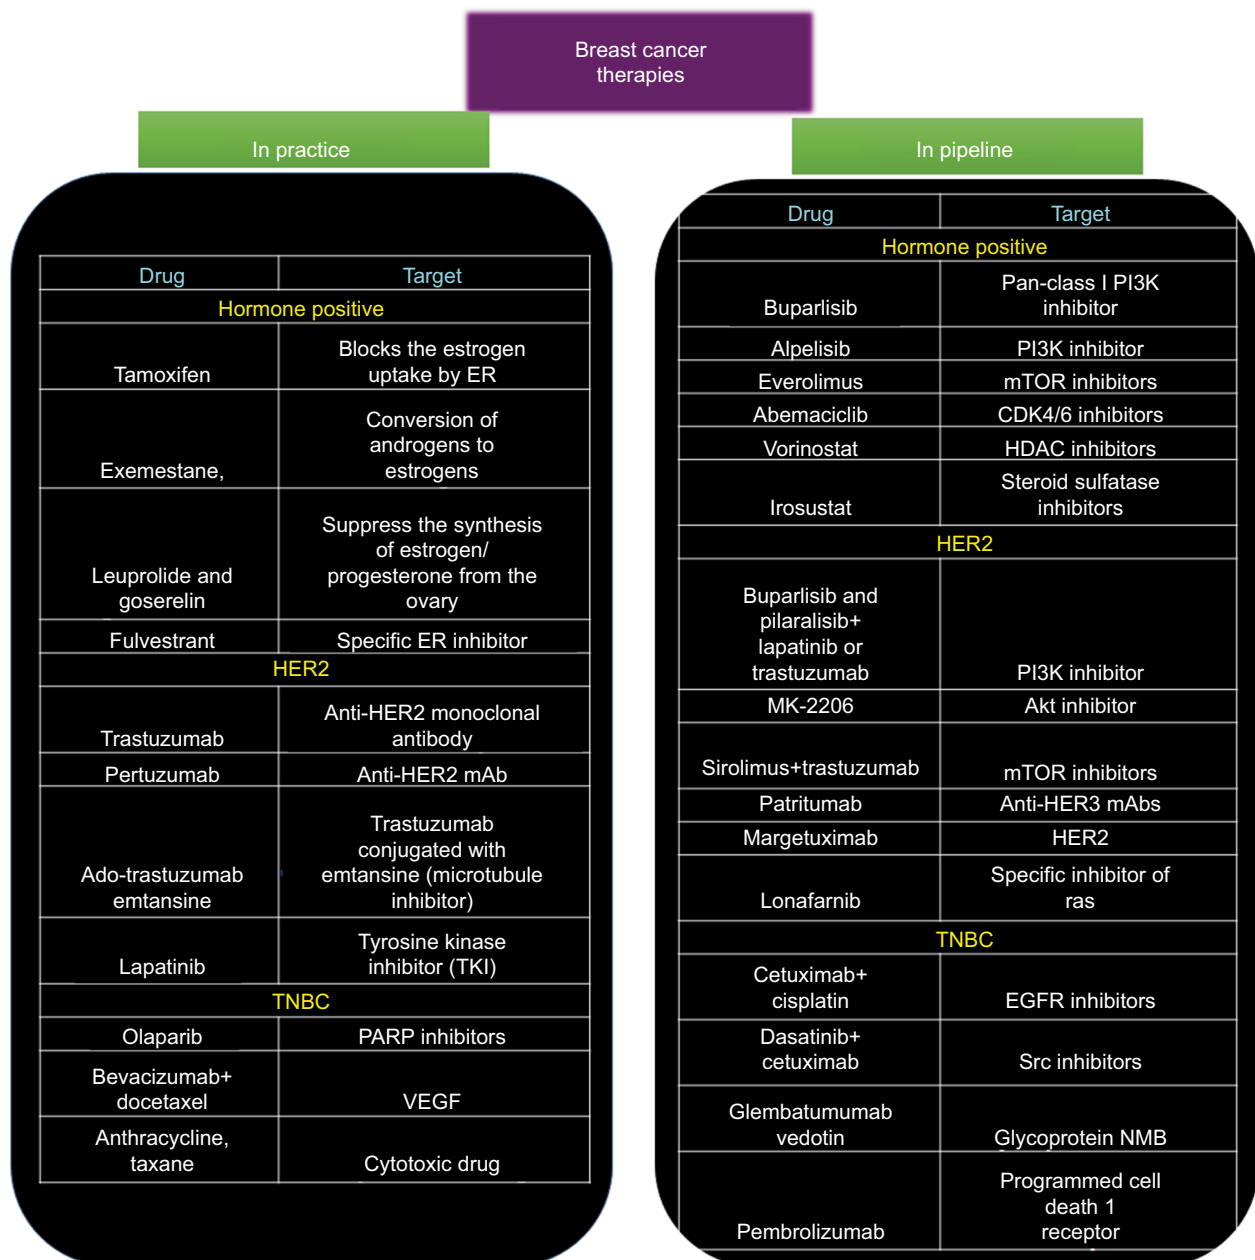 Breast cancer
therapies
In practice
Drug Target
Hormone positive
Tamoxifen
Blocks the estrogen
uptake by ER
Exemestane,
Conversion of
androgens to
estrogens
Leuprolide and
goserelin
Suppress the synthesis
of estrogen/
progesterone from the
ovary
Fulvestrant Specific ER inhibitor
HER2
Trastuzumab
Anti-HER2 monoclonal
antibody
Pertuzumab Anti-HER2 mAb
Ado-trastuzumab
emtansine
Trastuzumab
conjugated with
emtansine (microtubule
inhibitor)
Lapatinib
Tyrosine kinase
inhibitor (TKI)
TNBC
Olaparib PARP inhibitors
Bevacizumab+
docetaxel
VEGF
Anthracycline,
taxane
Cytotoxic drug
In pipeline
Drug Target
Hormone positive
Buparlisib
Pan-class I PI3K
inhibitor
Alpelisib PI3K inhibitor
Everolimus mTOR inhibitors
Abemaciclib CDK4/6 inhibitors
Vorinostat HDAC inhibitors
Irosustat
Steroid sulfatase
inhibitors
HER2
Buparlisib and
pilaralisib+
lapatinib or
trastuzumab
PI3K inhibitor
MK-2206 Akt inhibitor
Sirolimus+trastuzumab mTOR inhibitors
Patritumab Anti-HER3 mAbs
Margetuximab HER2
Lonafarnib
Specific inhibitor of
ras
TNBC
Cetuximab+
cisplatin
EGFR inhibitors
Dasatinib+
cetuximab
Src inhibitors
Glembatumumab
vedotin
Glycoprotein NMB
Pembrolizumab
Programmed cell
death 1
receptor